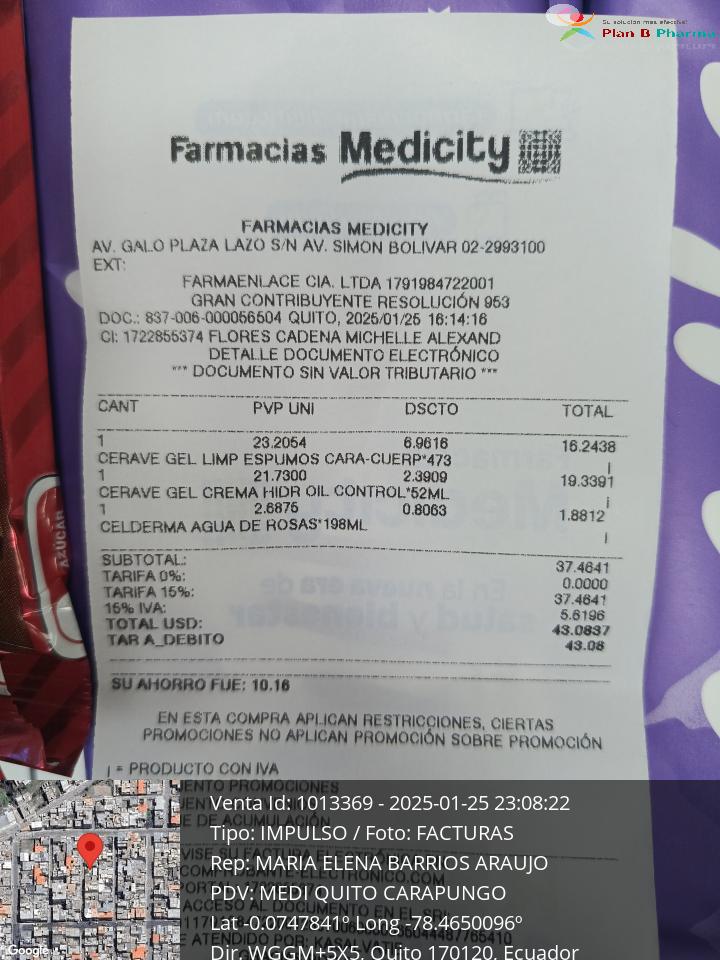 Su solución más efectiva!
Plan B Pharma
Farmacias Medicity
FARMACIAS MEDICITY
AV. GALO PLAZA LAZO S/N AV. SIMON BOLIVAR 02-2993100
EXT:
FARMAENLACE CIA. LTDA 1791984722001
GRAN CONTRIBUYENTE RESOLUCIÓN 953
DOC.: 837-006-000056504 QUITO, 2025/01/25 16:14:16
CI: 1722855374 FLORES CADENA MICHELLE ALEXAND
DETALLE DOCUMENTO ELECTRÓNICO
*** DOCUMENTO SIN VALOR TRIBUTARIO ***
CANT PVP UNI DSCTO TOTAL
1 23.2054 6.9616 16.2438
CERAVE GEL LIMP ESPUMOS CARA-CUERP*473 I
1 21.7300 2.3909 19.3391
CERAVE GEL CREMA HIDR OIL CONTROL*52ML I
1 2.6875 0.8063 1.8812
CELDERMA AGUA DE ROSAS*198ML I
SUBTOTAL: 37.4641
TARIFA 0%: 0.0000
TARIFA 15%: 37.4641
15% IVA: 5.6196
TOTAL USD: 43.0837
TAR A_DEBITO 43.08
SU AHORRO FUE: 10.16
EN ESTA COMPRA APLICAN RESTRICCIONES, CIERTAS
PROMOCIONES NO APLICAN PROMOCIÓN SOBRE PROMOCIÓN
I = PRODUCTO CON IVA
PROMOCIONES
AZUCAR
Venta Id: 1013369 - 2025-01-25 23:08:22
Tipo: IMPULSO / Foto: FACTURAS
Rep: MARIA ELENA BARRIOS ARAUJO
PDV: MEDI QUITO CARAPUNGO
Lat -0.0747841º Long -78.4650096º
Dir. WGGM+5X5, Quito 170120, Ecuador
Google